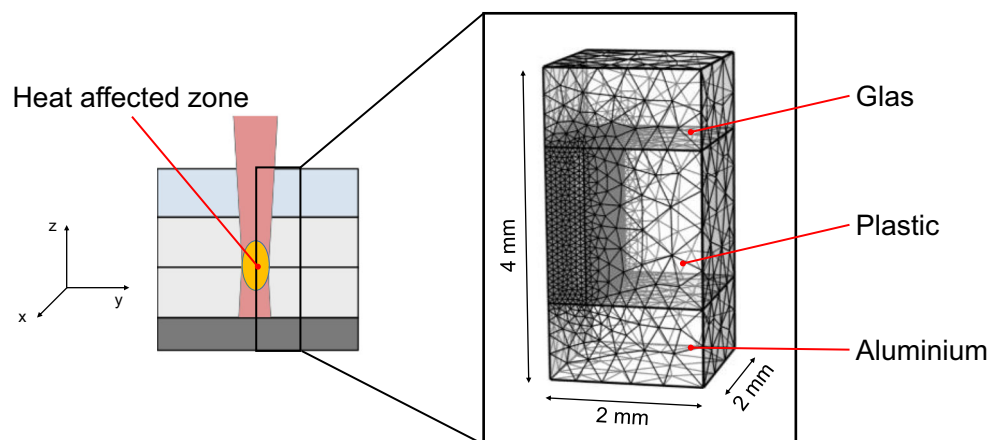 Heat affected zone
z
y
x
4 mm
2 mm
2 mm
Glas
Plastic
Aluminium